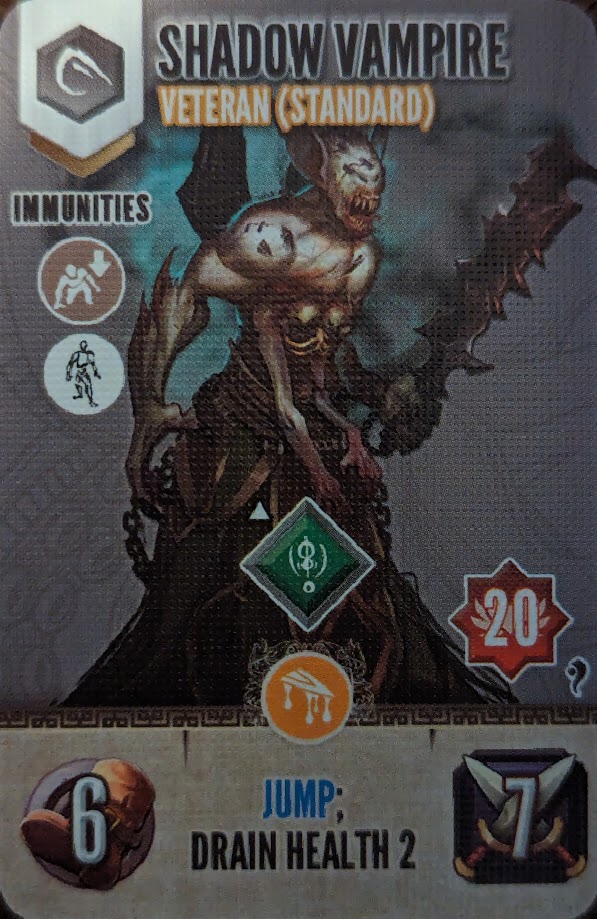 SHADOW VAMPIRE
VETERAN (STANDARD)
IMMUNITIES
20
6
JUMP;
DRAIN HEALTH 2
7